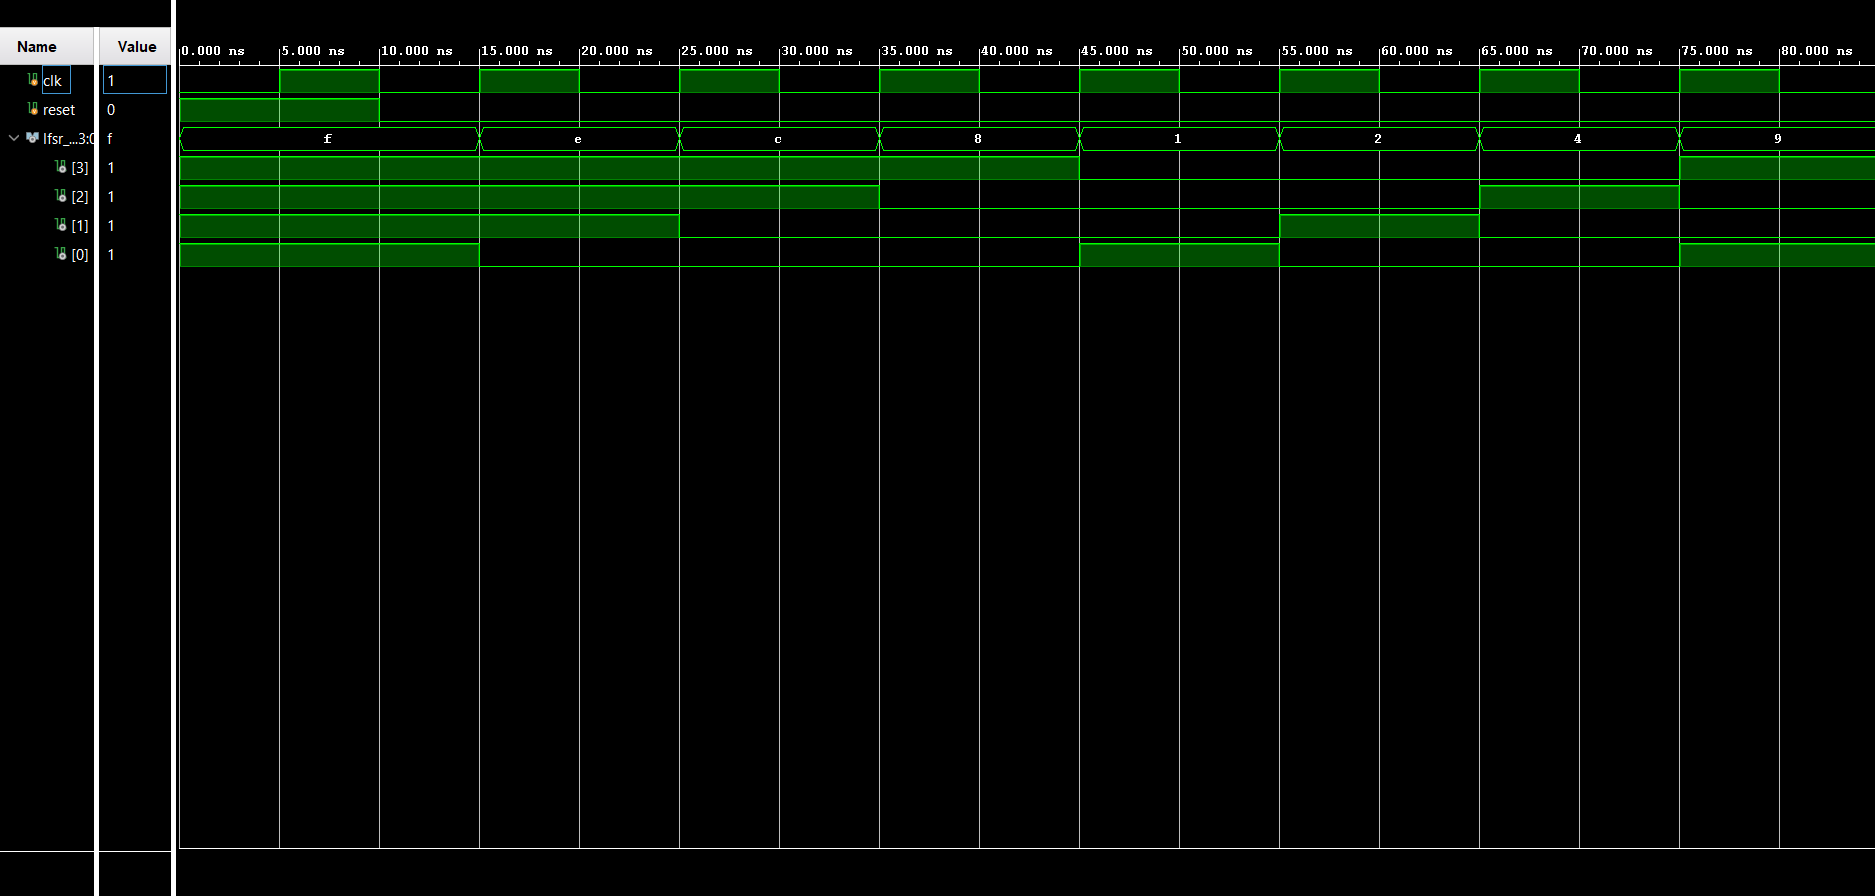 Name Value 0.000 ns 5.000 ns 10.000 ns 15.000 ns 20.000 ns 25.000 ns 30.000 ns 35.000 ns 40.000 ns 45.000 ns 50.000 ns 55.000 ns 60.000 ns 65.000 ns 70.000 ns 75.000 ns 80.000 ns
clk 1
reset 0
lfsr_...3:0 f f e c 8 1 2 4 9
[3] 1
[2] 1
[1] 1
[0] 1